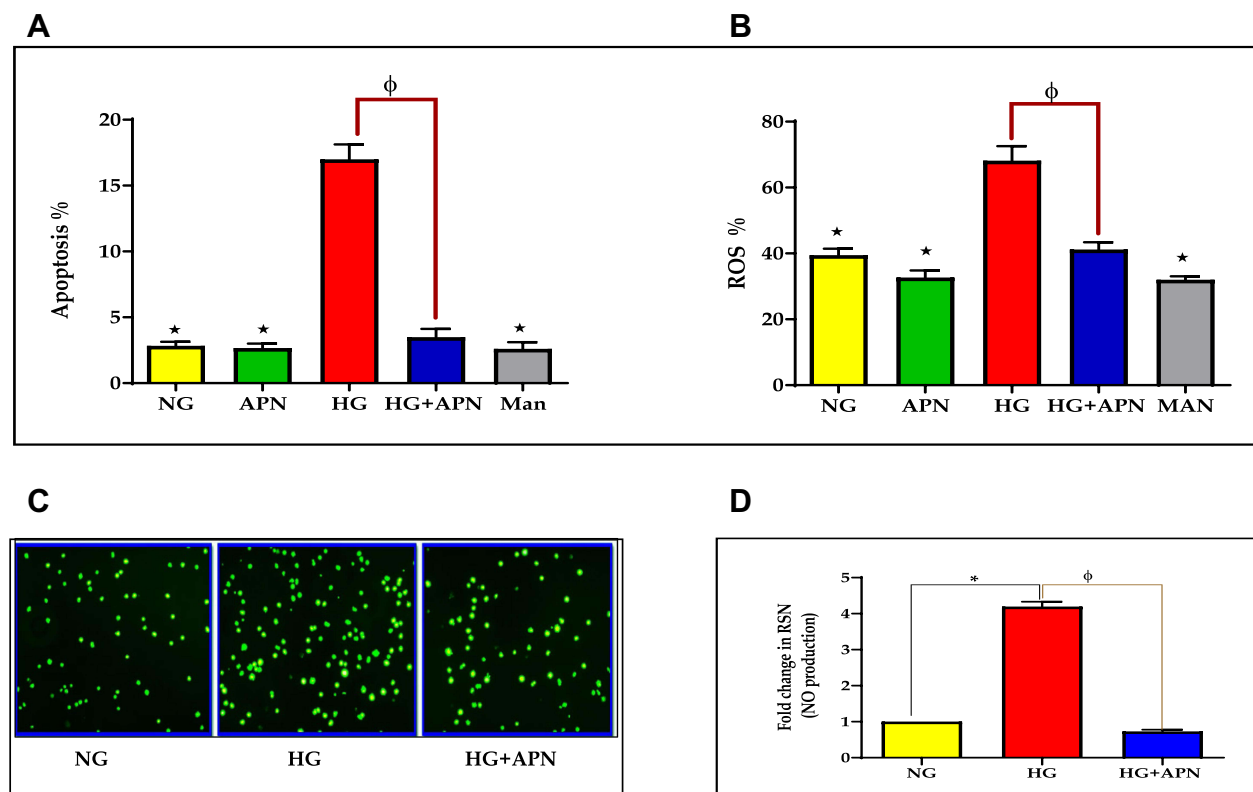 A
B
ϕ
20
15
10
5
0
Apoptosis %
★ ★ ★
NG APN HG HG+APN Man
ϕ
80
60
40
20
0
ROS %
★ ★ ★
NG APN HG HG+APN MAN
C
NG HG HG+APN
D
* ϕ
5
4
3
2
1
0
Fold change in RSN
(NO production)
NG HG HG+APN